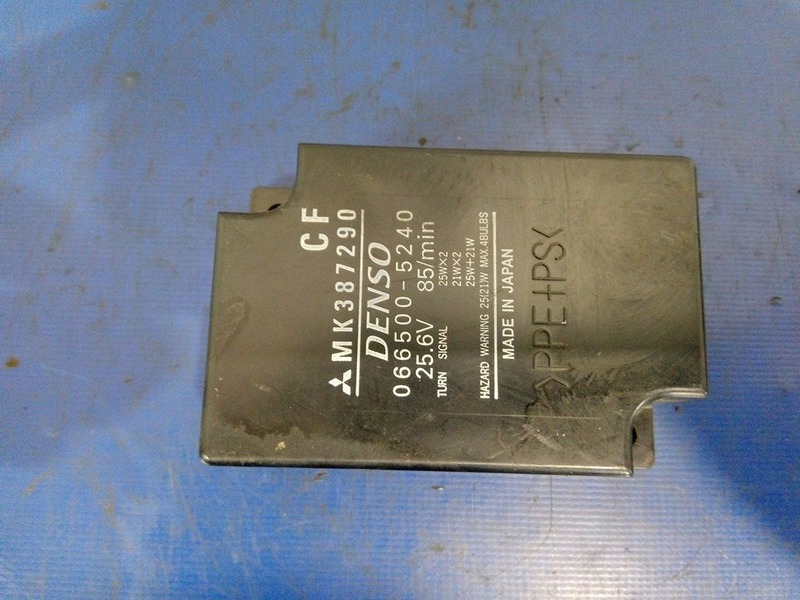 CF
MK387290
DENSO
066500-5240
25.6V 85/min
TURN SIGNAL 25W×2
21W×2
25W+21W
HAZARD WARNING 25(21)W MAX.4BULBS
MADE IN JAPAN
>PPE+PS<